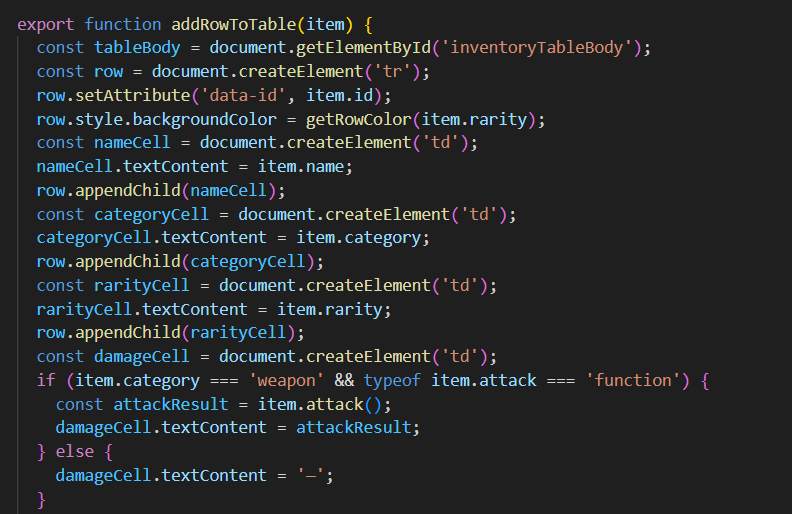 export function addRowToTable(item) {
const tableBody = document.getElementById('inventoryTableBody');
const row = document.createElement('tr');
row.setAttribute('data-id', item.id);
row.style.backgroundColor = getRowColor(item.rarity);
const nameCell = document.createElement('td');
nameCell.textContent = item.name;
row.appendChild(nameCell);
const categoryCell = document.createElement('td');
categoryCell.textContent = item.category;
row.appendChild(categoryCell);
const rarityCell = document.createElement('td');
rarityCell.textContent = item.rarity;
row.appendChild(rarityCell);
const damageCell = document.createElement('td');
if (item.category === 'weapon' && typeof item.attack === 'function') {
const attackResult = item.attack();
damageCell.textContent = attackResult;
} else {
damageCell.textContent = '—';
}